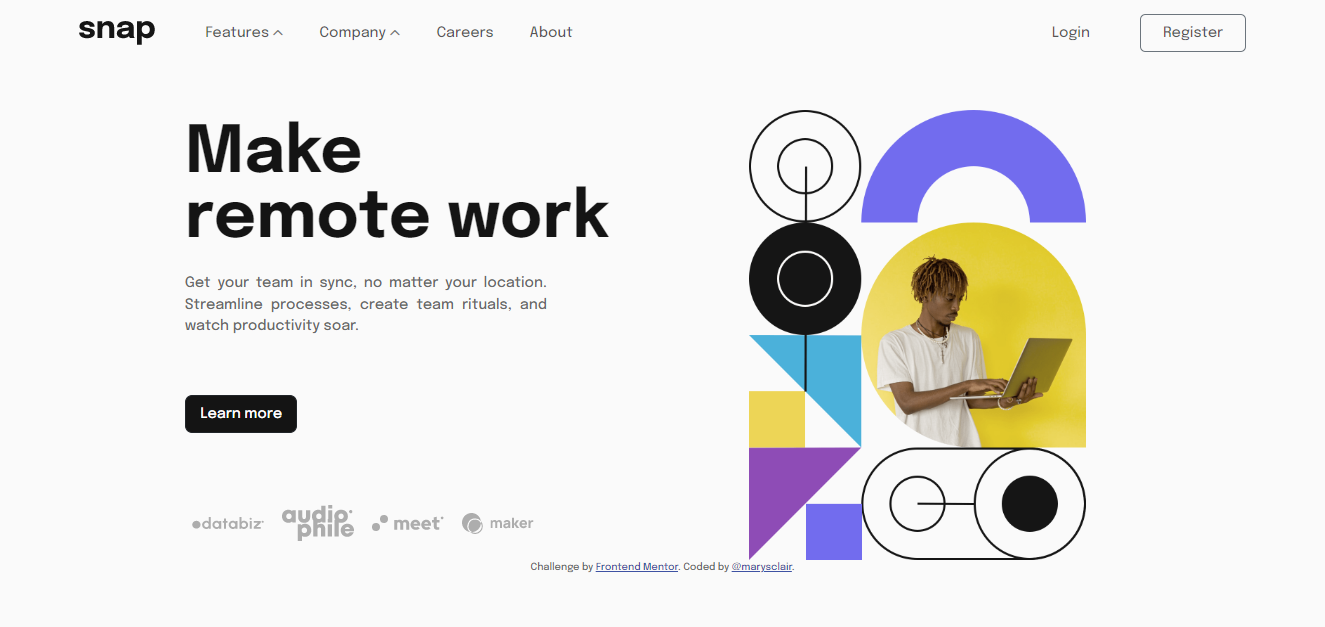 snap Features Company Careers About Login Register
Make
remote work
Get your team in sync, no matter your location.
Streamline processes, create team rituals, and
watch productivity soar.
Learn more
databiz audiophile meet maker
Challenge by Frontend Mentor. Coded by @marysclair.